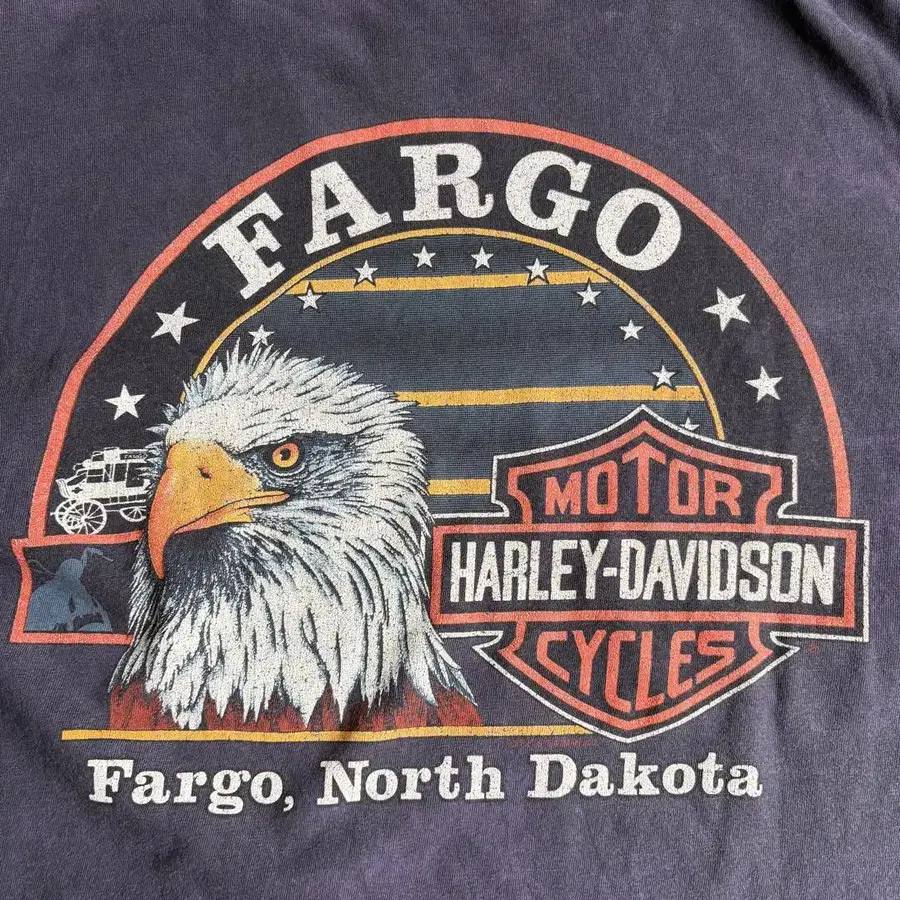 FARGO
MOTOR
HARLEY-DAVIDSON
CYCLES
Fargo, North Dakota